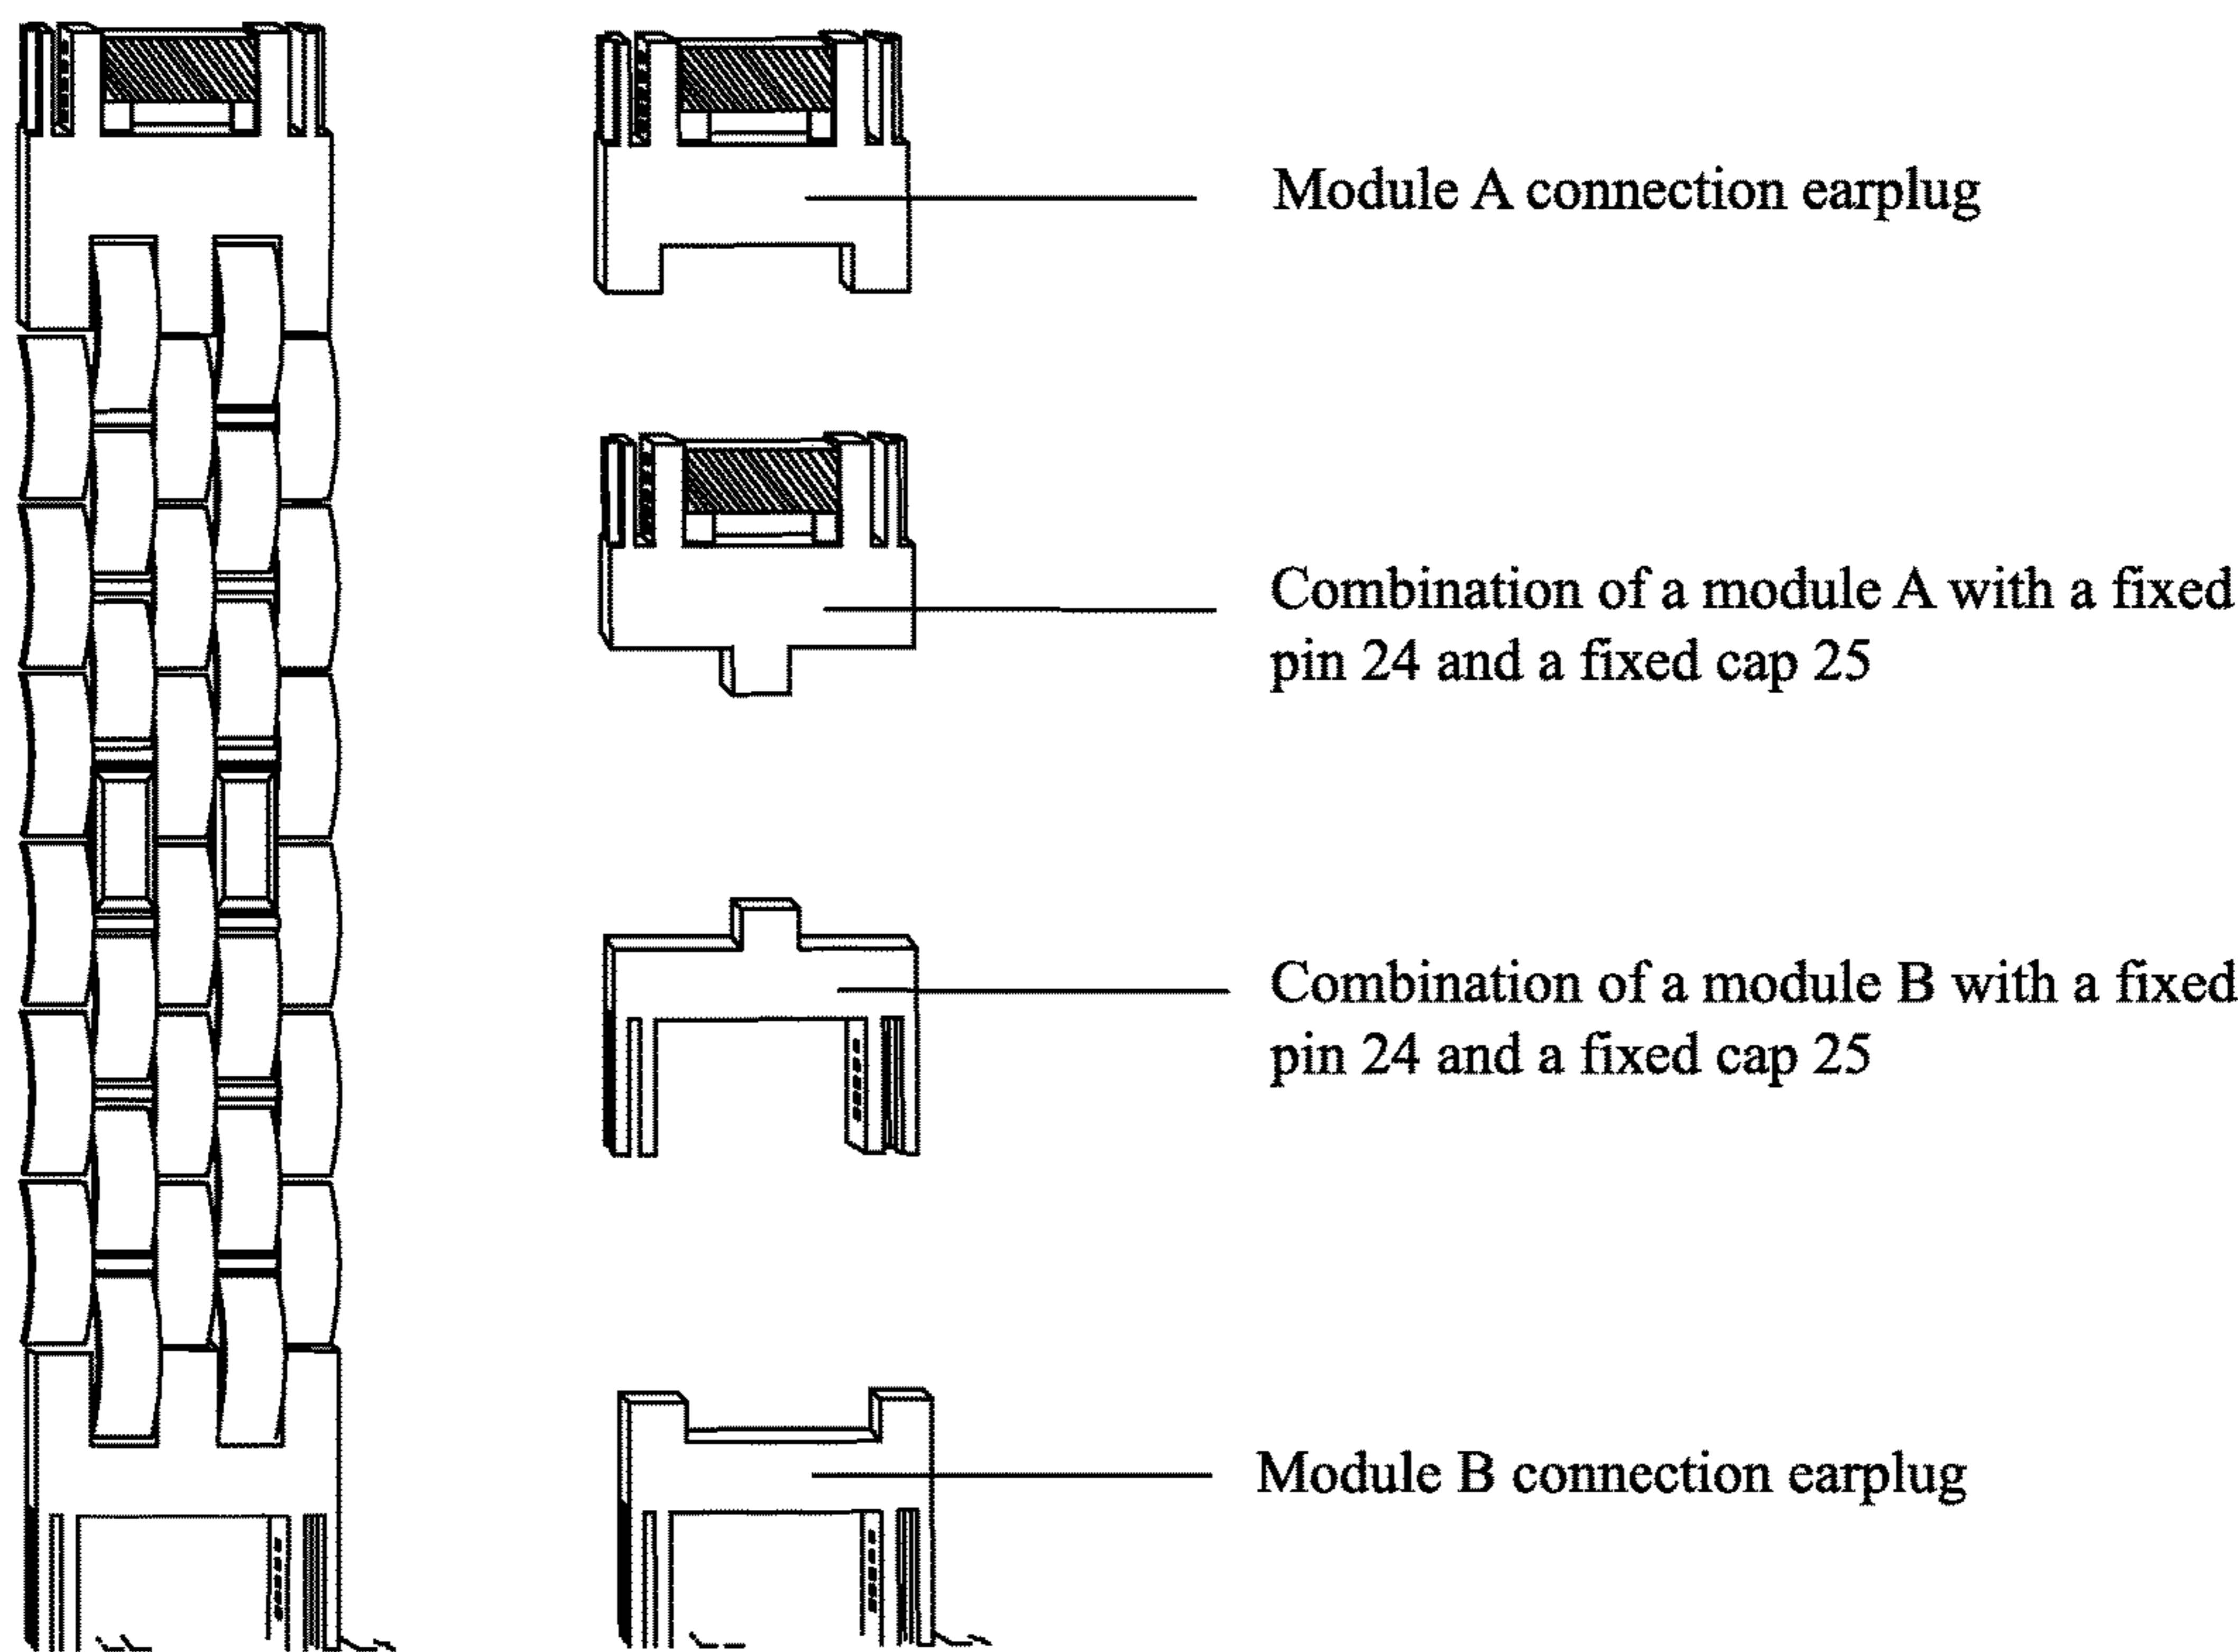 Module A connection earplug
Combination of a module A with a fixed
pin 24 and a fixed cap 25
Combination of a module B with a fixed
pin 24 and a fixed cap 25
Module B connection earplug